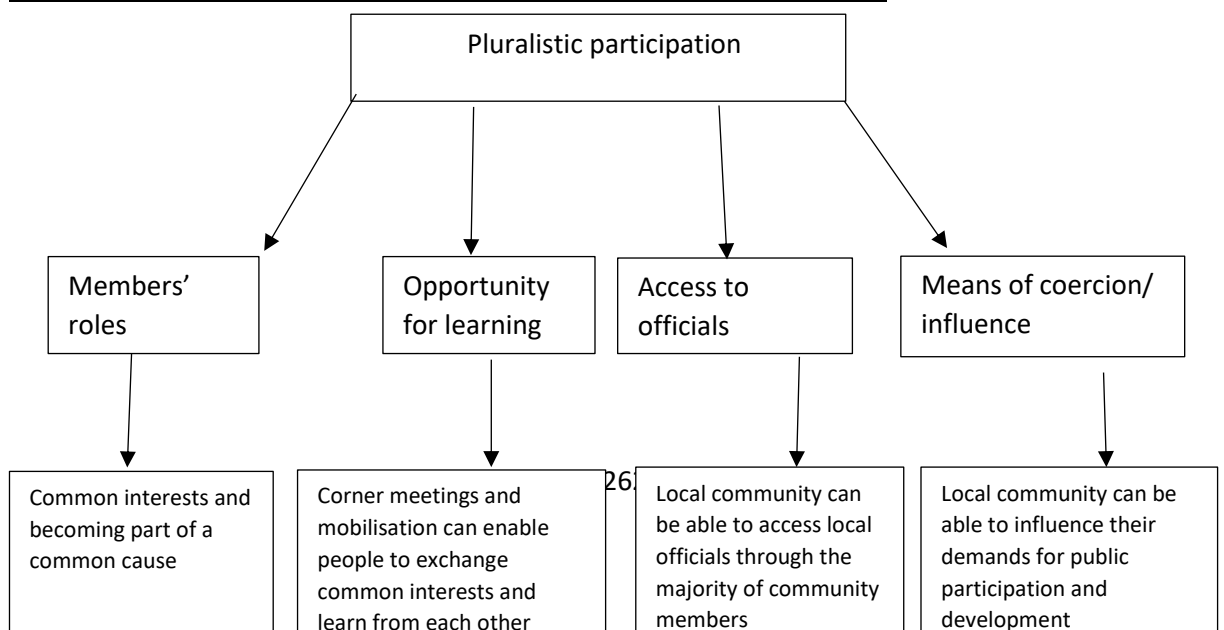 Pluralistic participation
Members’
roles
Opportunity
for learning
Access to
officials
Means of coercion/
influence
Common interests and
becoming part of a
common cause
Corner meetings and
mobilisation can enable
people to exchange
common interests and
learn from each other
Local community can
be able to access local
officials through the
majority of community
members
Local community can be
able to influence their
demands for public
participation and
development